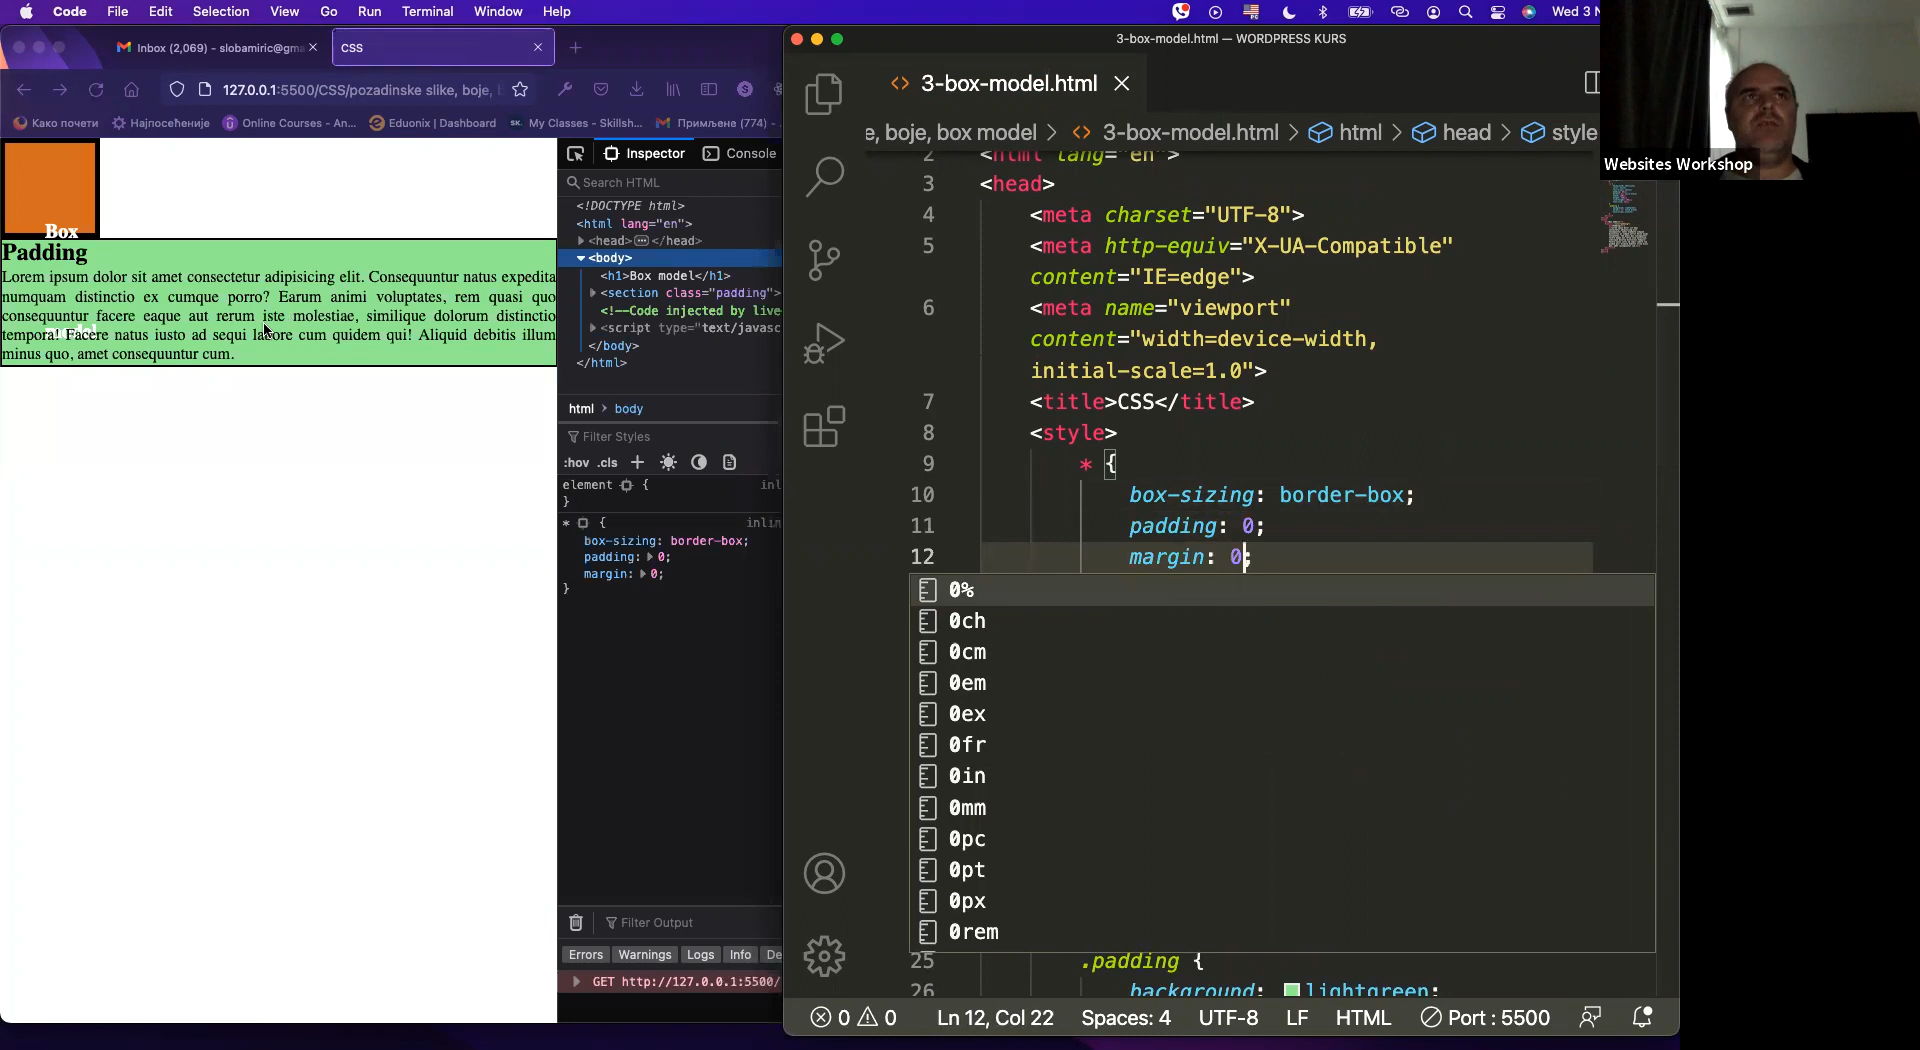 Code File Edit Selection View Go Run Terminal Window Help
Wed 3 N
Inbox (2,069) – slobamiric@gma
CSS
127.0.0.1:5500/CSS/pozadinske slike, boje, b
Како почети
Најпосећеније
Online Courses - An...
Eduonix | Dashboard
My Classes - Skillsh...
Примљене (774) -
Box
model
Padding
Lorem ipsum dolor sit amet consectetur adipisicing elit. Consequuntur natus expedita
numquam distinctio ex cumque porro? Earum animi voluptates, rem quasi quo
consequuntur facere eaque aut rerum iste molestiae, similique dolorum distinctio
tempora! Facere natus iusto ad sequi labore cum quidem qui! Aliquid debitis illum
minus quo, amet consequuntur cum.
Inspector
Console
Search HTML
<!DOCTYPE html>
<html lang="en">
<head> </head>
<body>
<h1>Box model</h1>
<section class="padding">
<!--Code injected by live-
<script type="text/javasc
</body>
</html>
html > body
Filter Styles
:hov .cls
element { inl
}
* { inlin
box-sizing: border-box;
padding: 0;
margin: 0;
}
Filter Output
Errors Warnings Logs Info De
GET http://127.0.0.1:5500/
3-box-model.html — WORDPRESS KURS
3-box-model.html
e, boje, box model > 3-box-model.html > html > head > style
2 <html lang="en">
3 <head>
4 <meta charset="UTF-8">
5 <meta http-equiv="X-UA-Compatible"
content="IE=edge">
6 <meta name="viewport"
content="width=device-width,
initial-scale=1.0">
7 <title>CSS</title>
8 <style>
9 * {
10 box-sizing: border-box;
11 padding: 0;
12 margin: 0;
0%
0ch
0cm
0em
0ex
0fr
0in
0mm
0pc
0pt
0px
0rem
25 .padding {
26 background: lightgreen;
0 0 Ln 12, Col 22 Spaces: 4 UTF-8 LF HTML Port : 5500
Websites Workshop